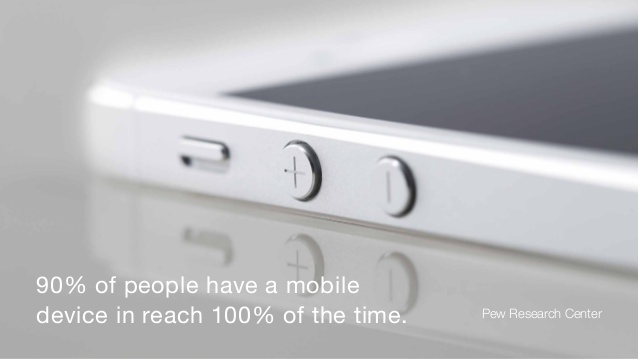 90% of people have a mobile
device in reach 100% of the time.
Pew Research Center